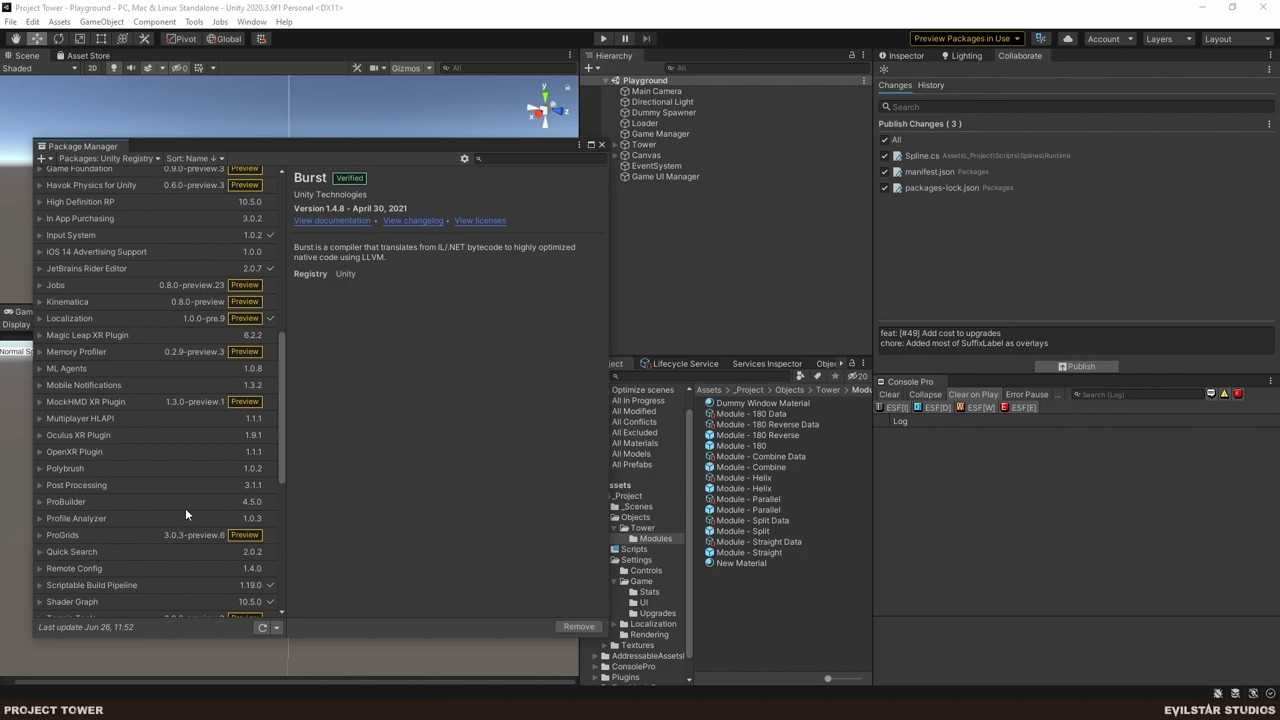 Project Tower - Playground - PC, Mac & Linux Standalone - Unity 2020.3.9f1 Personal <DX11>
File Edit Assets GameObject Component Tools Jobs Window Help
Pivot Global Preview Packages in Use Account Layers Layout
Scene Asset Store
Shaded 2D 0 Gizmos All
y
x
z
Gam
Display
Normal Sp
Package Manager
Packages: Unity Registry Sort: Name ↓
Game Foundation 0.9.0-preview.3 Preview
Havok Physics for Unity 0.6.0-preview.3 Preview
High Definition RP 10.5.0
In App Purchasing 3.0.2
Input System 1.0.2
iOS 14 Advertising Support 1.0.0
JetBrains Rider Editor 2.0.7
Jobs 0.8.0-preview.23 Preview
Kinematica 0.8.0-preview Preview
Localization 1.0.0-pre.9 Preview
Magic Leap XR Plugin 6.2.2
Memory Profiler 0.2.9-preview.3 Preview
ML Agents 1.0.8
Mobile Notifications 1.3.2
MockHMD XR Plugin 1.3.0-preview.1 Preview
Multiplayer HLAPI 1.1.1
Oculus XR Plugin 1.9.1
OpenXR Plugin 1.1.1
Polybrush 1.0.2
Post Processing 3.1.1
ProBuilder 4.5.0
Profile Analyzer 1.0.3
ProGrids 3.0.3-preview.6 Preview
Quick Search 2.0.2
Remote Config 1.4.0
Scriptable Build Pipeline 1.19.0
Shader Graph 10.5.0
Last update Jun 26, 11:52
Burst Verified
Unity Technologies
Version 1.4.8 - April 30, 2021
View documentation • View changelog • View licenses
Burst is a compiler that translates from IL/.NET bytecode to highly optimized
native code using LLVM.
Registry Unity
Remove
Hierarchy
All
Playground
Main Camera
Directional Light
Dummy Spawner
Loader
Game Manager
Tower
Canvas
EventSystem
Game UI Manager
ject Lifecycle Service Services Inspector Obje
20
Optimize scenes
All In Progress
All Modified
All Conflicts
All Excluded
All Materials
All Models
All Prefabs
ssets
_Project
_Scenes
Objects
Tower
Modules
Scripts
Settings
Controls
Game
Stats
UI
Upgrades
Localization
Rendering
Textures
AddressableAssetsI
ConsolePro
Plugins
Assets > _Project > Objects > Tower > Modu
Dummy Window Material
Module - 180 Data
Module - 180 Reverse Data
Module - 180 Reverse
Module - 180
Module - Combine Data
Module - Combine
Module - Helix
Module - Helix
Module - Parallel
Module - Parallel
Module - Split Data
Module - Split
Module - Straight Data
Module - Straight
New Material
Inspector Lighting Collaborate
Changes History
Search
Publish Changes ( 3 )
All
Spline.cs Assets\_Project\Scripts\Splines\Runtime
manifest.json Packages
packages-lock.json Packages
feat: [#49] Add cost to upgrades
chore: Added most of SuffixLabel as overlays
Publish
Console Pro
Clear Collapse Clear on Play Error Pause ... Search (Log)
ESF[I] ESF[D] ESF[W] ESF[E]
Log
PROJECT TOWER
EVILSTAR STUDIOS